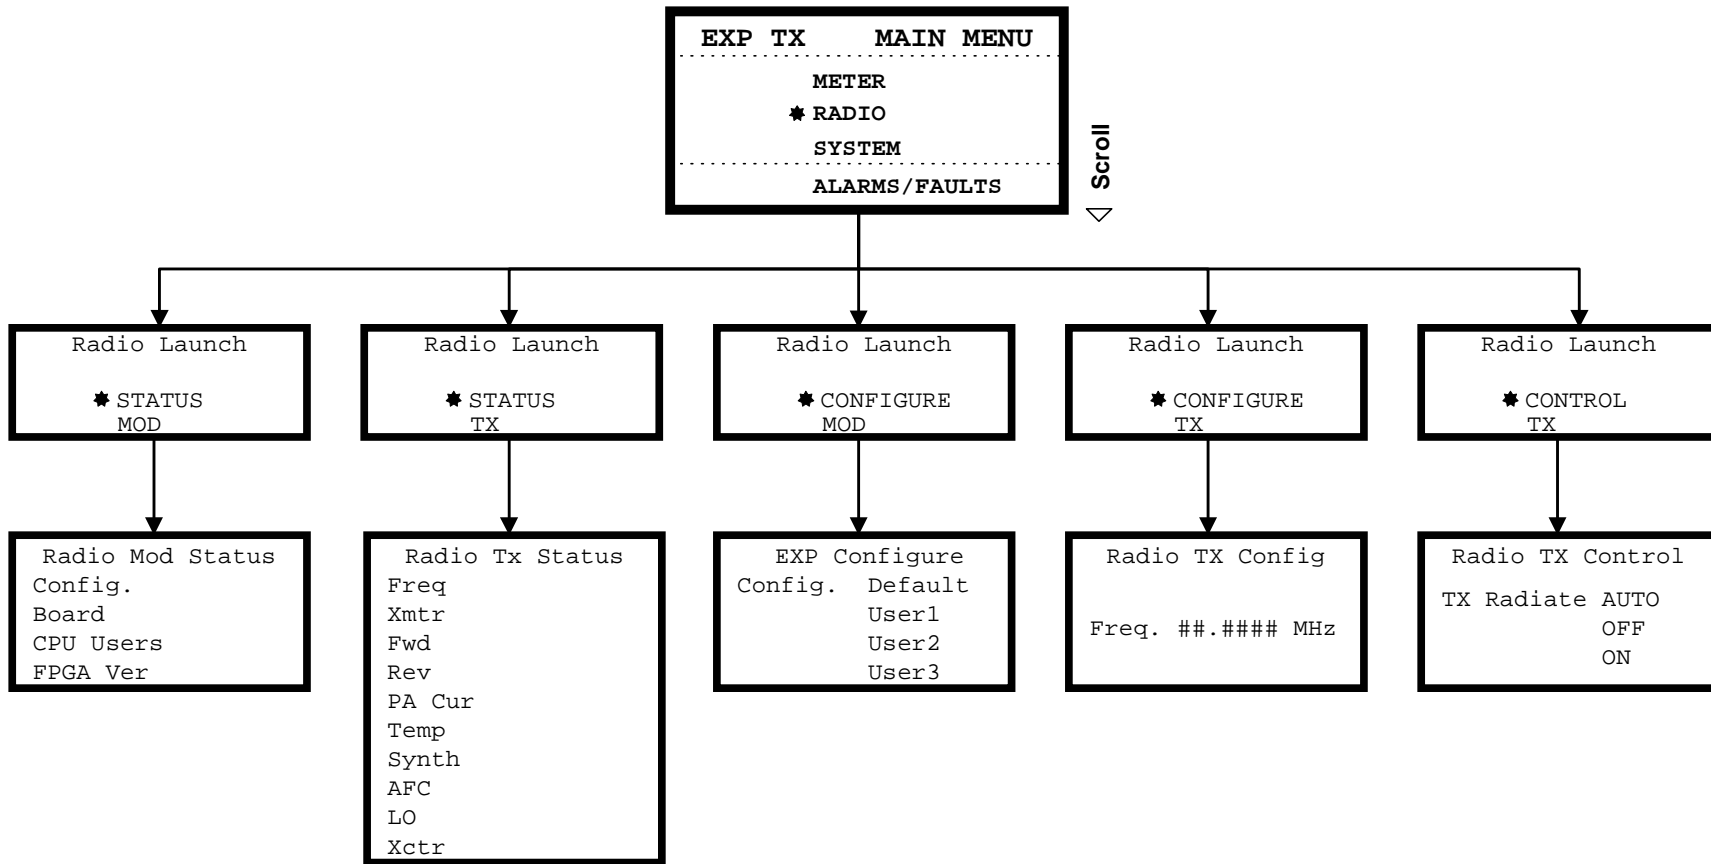 EXP TX MAIN MENU
METER
RADIO
SYSTEM
ALARMS/FAULTS
Scroll
Radio Launch
STATUS
MOD
Radio Launch
STATUS
TX
Radio Launch
CONFIGURE
MOD
Radio Launch
CONFIGURE
TX
Radio Launch
CONTROL
TX
Radio Mod Status
Config.
Board
CPU Users
FPGA Ver
Radio Tx Status
Freq
Xmtr
Fwd
Rev
PA Cur
Temp
Synth
AFC
LO
Xctr
EXP Configure
Config. Default
User1
User2
User3
Radio TX Config
Freq. ##.#### MHz
Radio TX Control
TX Radiate AUTO
OFF
ON